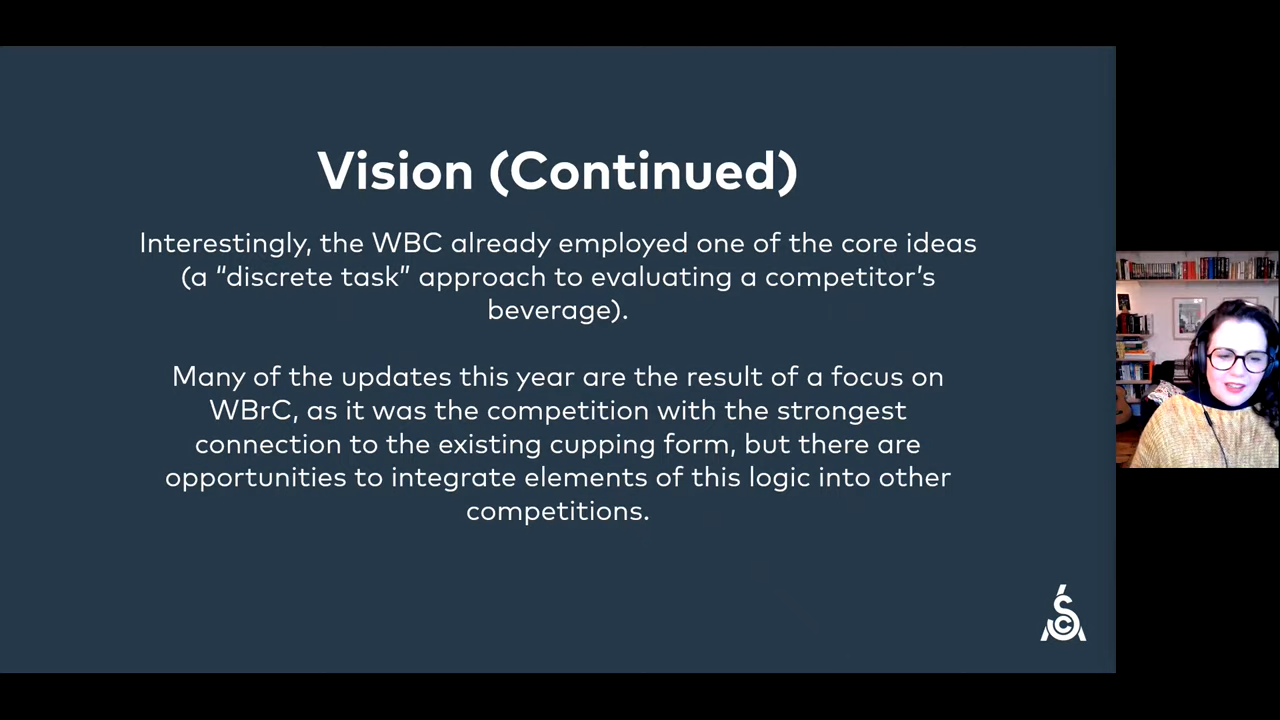 Vision (Continued)
Interestingly, the WBC already employed one of the core ideas
(a “discrete task” approach to evaluating a competitor’s
beverage).
Many of the updates this year are the result of a focus on
WBrC, as it was the competition with the strongest
connection to the existing cupping form, but there are
opportunities to integrate elements of this logic into other
competitions.